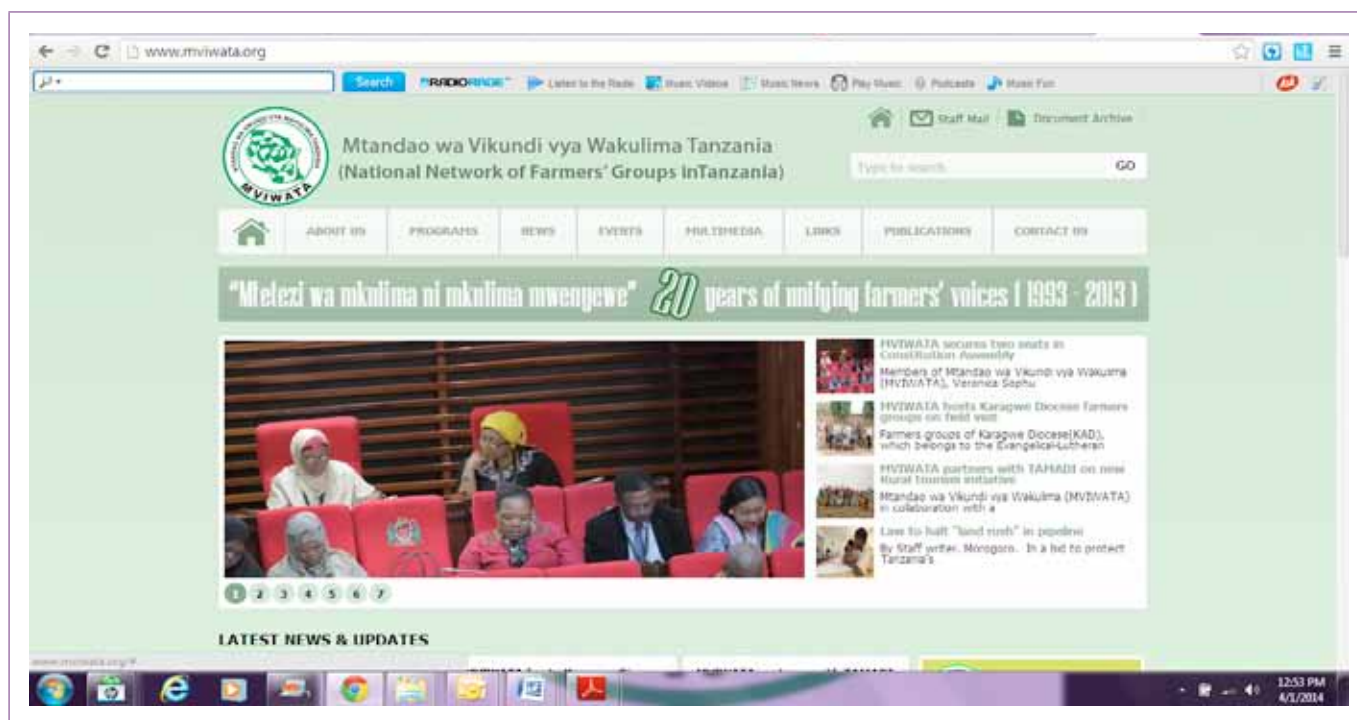 www.mviwata.org
Search
Listen to the Radio
Music Videos
Music News
Play Music
Podcasts
Music Fun
Staff Mail
Document Archive
MVIWATA
Mtandao wa Vikundi vya Wakulima Tanzania
(National Network of Farmers' Groups inTanzania)
Type to search
GO
ABOUT US
PROGRAMS
NEWS
EVENTS
MULTIMEDIA
LINKS
PUBLICATIONS
CONTACT US
"Mtetezi wa mkulima ni mkulima mwenyewe" 20 years of unifying farmers' voices ( 1993 - 2013 )
MVIWATA secures two seats in
Constitution Assembly
Members of Mtandao wa Vikundi vya Wakulima
(MVIWATA), Veronica Sophu
MVIWATA hosts Karagwe Diocese farmers
groups on field visit
Farmers groups of Karagwe Diocese(KAD),
which belongs to the Evangelical-Lutheran
MVIWATA partners with TAMADI on new
Rural tourism initiative
Mtandao wa Vikundi vya Wakulima (MVIWATA)
in collaboration with a
Law to halt "land rush" in pipeline
By Staff writer, Morogoro. In a bid to protect
Tanzania's
1 2 3 4 5 6 7
LATEST NEWS & UPDATES
www.mviwata.org/#
12:53 PM
4/1/2014